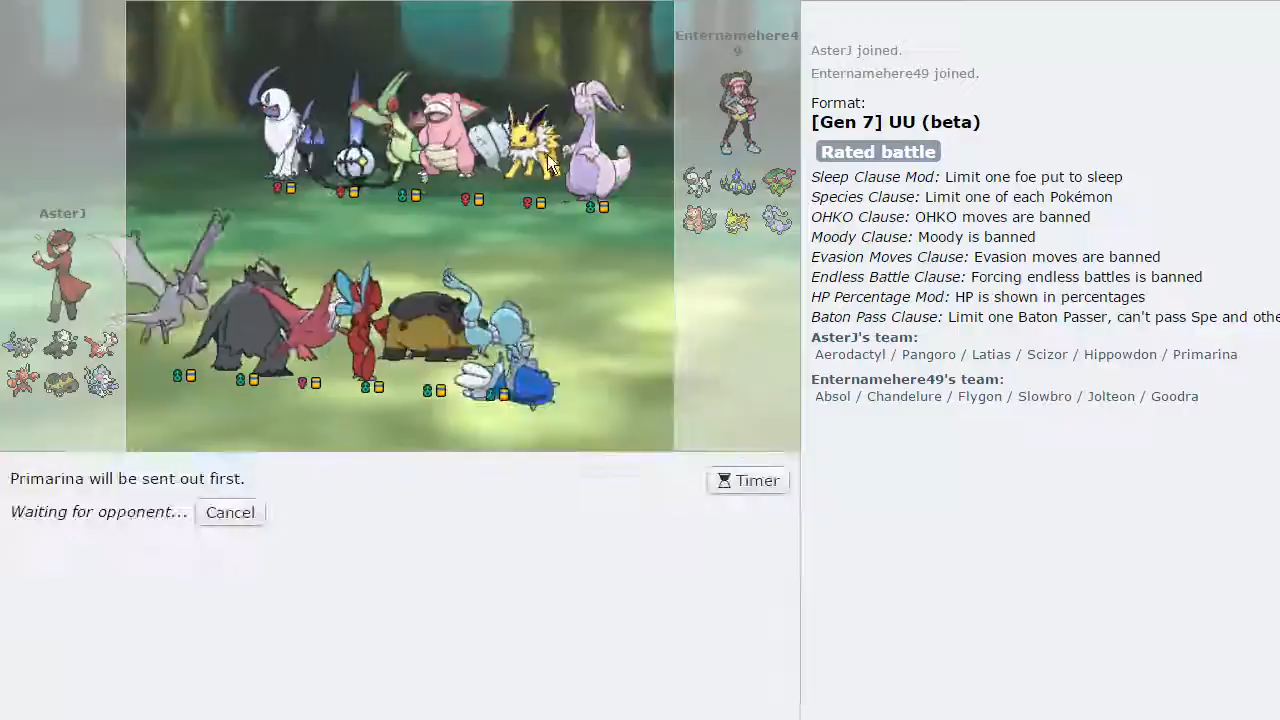 Enternamehere4
9
AsterJ
AsterJ joined.
Enternamehere49 joined.
Format:
[Gen 7] UU (beta)
Rated battle
Sleep Clause Mod: Limit one foe put to sleep
Species Clause: Limit one of each Pokémon
OHKO Clause: OHKO moves are banned
Moody Clause: Moody is banned
Evasion Moves Clause: Evasion moves are banned
Endless Battle Clause: Forcing endless battles is banned
HP Percentage Mod: HP is shown in percentages
Baton Pass Clause: Limit one Baton Passer, can't pass Spe and othe
AsterJ's team:
Aerodactyl / Pangoro / Latias / Scizor / Hippowdon / Primarina
Enternamehere49's team:
Absol / Chandelure / Flygon / Slowbro / Jolteon / Goodra
Primarina will be sent out first.
Timer
Waiting for opponent... Cancel